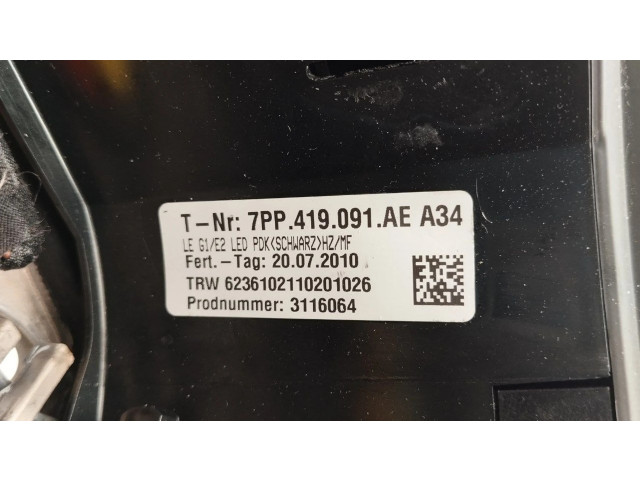 T-Nr: 7PP.419.091.AE A34
LE G1/E2 LED PDK<SCHWARZ>HZ/MF
Fert.-Tag: 20.07.2010
TRW 6236102110201026
Prodnummer: 3116064